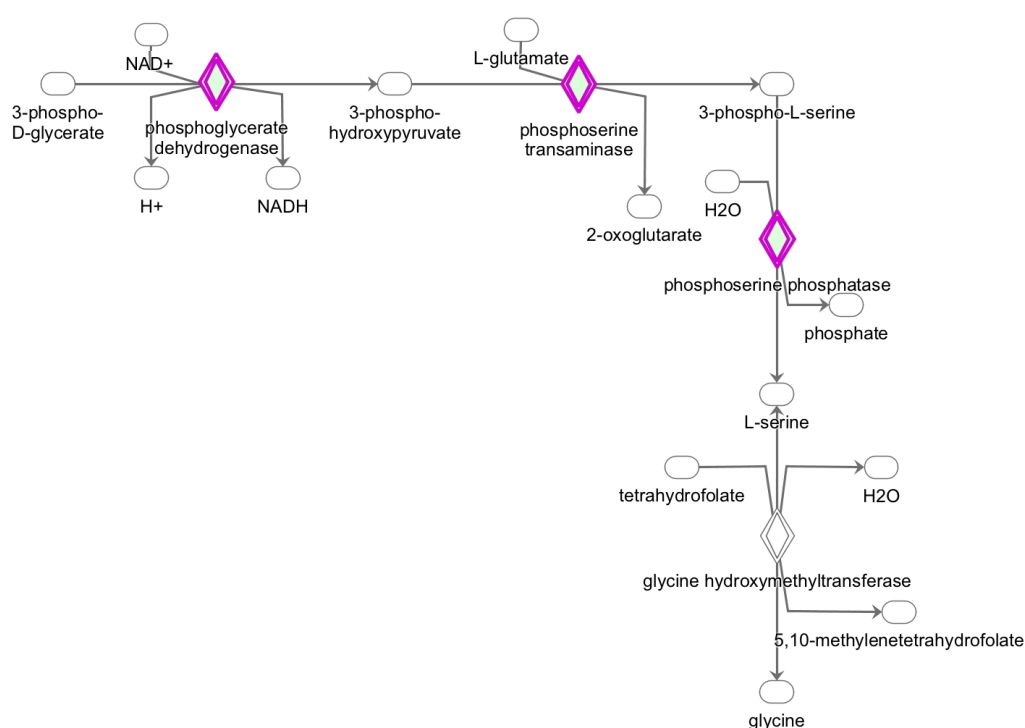 NAD+
L-glutamate
3-phospho-
D-glycerate
phosphoglycerate
dehydrogenase
3-phospho-
hydroxypyruvate
phosphoserine
transaminase
3-phospho-L-serine
H+
NADH
2-oxoglutarate
H2O
phosphoserine phosphatase
phosphate
L-serine
tetrahydrofolate
H2O
glycine hydroxymethyltransferase
5,10-methylenetetrahydrofolate
glycine